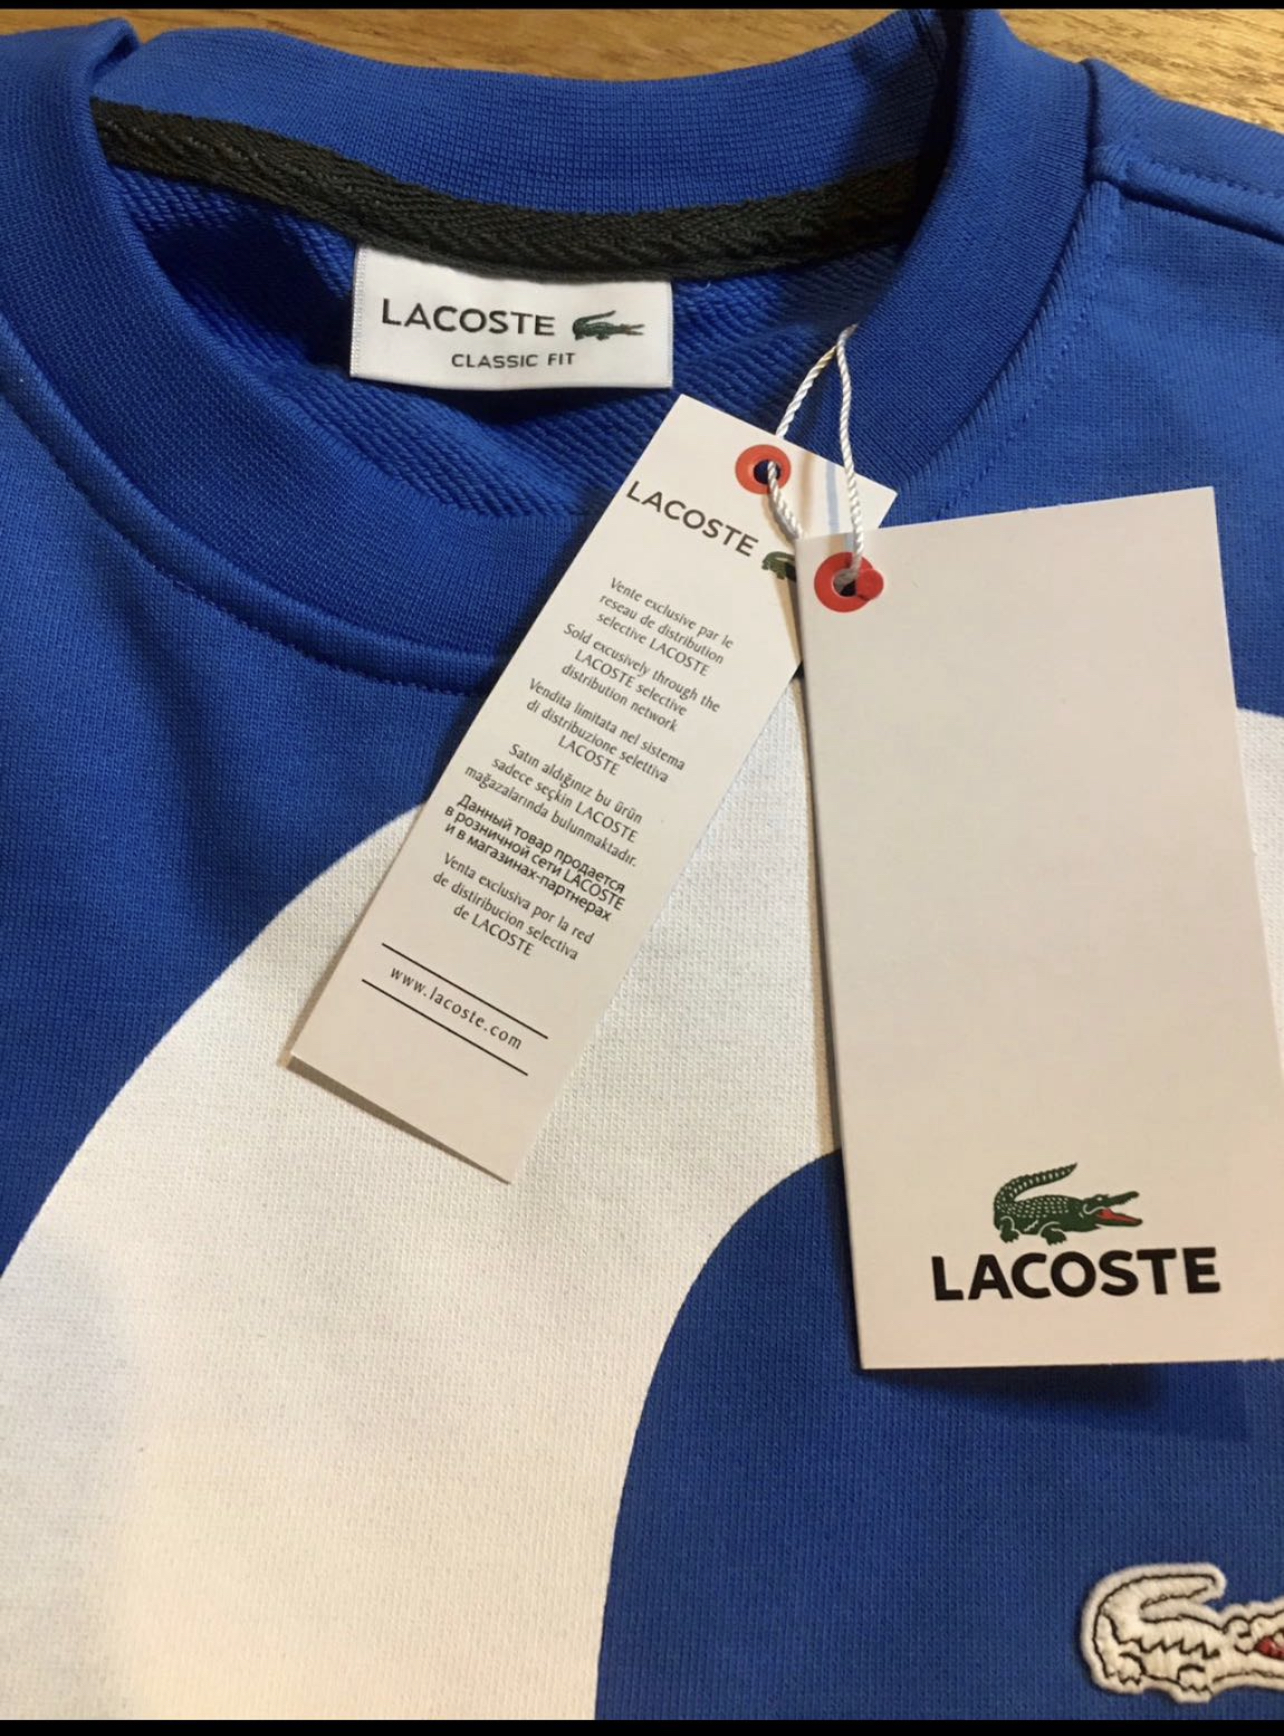 LACOSTE
CLASSIC FIT
LACOSTE
Vente exclusive par le
reseau de distribution
selective LACOSTE
Sold excusively through the
LACOSTE selective
distribution network
Vendita limitata nel sistema
di distribuzione selettiva
LACOSTE
Satın aldığınız bu ürün
sadece seçkin LACOSTE
mağazalarında bulunmaktadır.
Данный товар продается
в розничной сети LACOSTE
и в магазинах-партнерах
Venta exclusiva por la red
de distiribucion selectiva
de LACOSTE
www.lacoste.com
LACOSTE